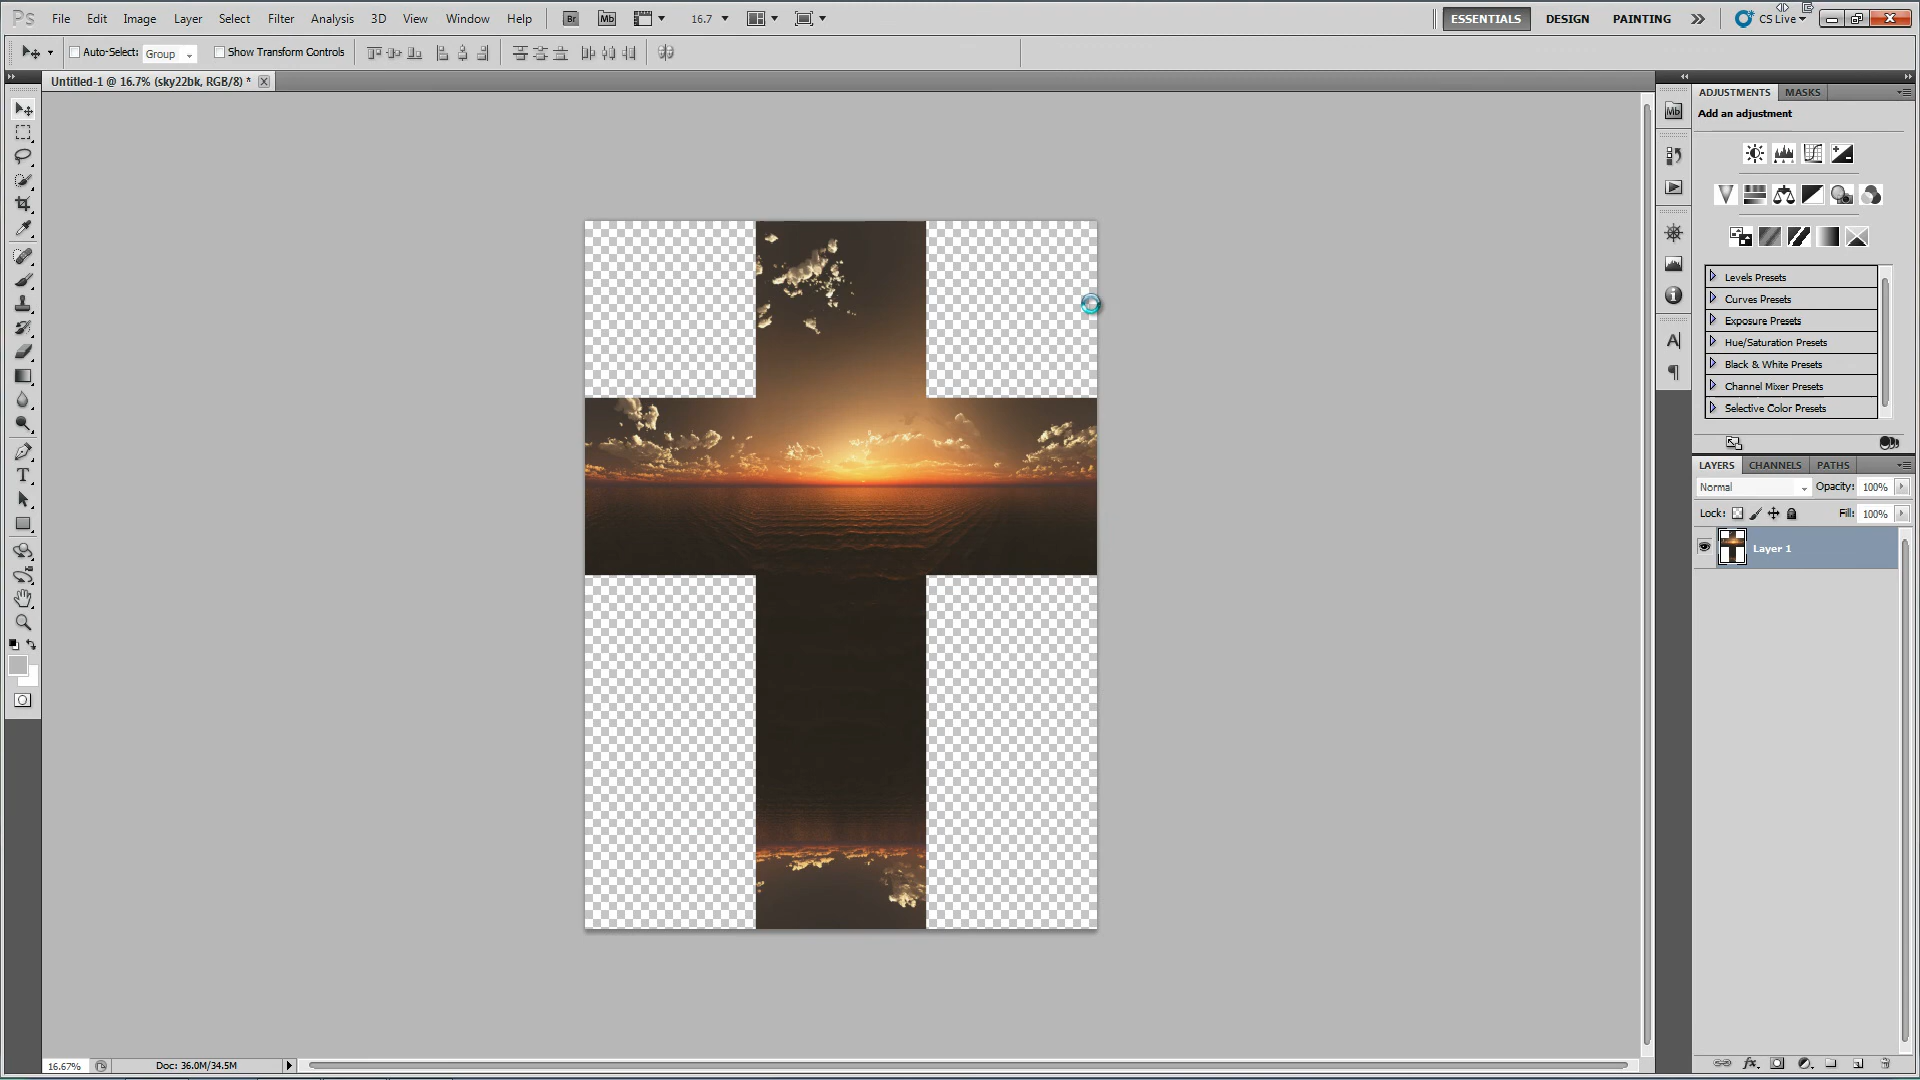 Ps File Edit Image Layer Select Filter Analysis 3D View Window Help Br Mb 16.7 ESSENTIALS DESIGN PAINTING CS Live
Auto-Select: Group Show Transform Controls
Untitled-1 @ 16.7% (sky22bk, RGB/8) *
ADJUSTMENTS MASKS
Mb
Add an adjustment
Levels Presets
Curves Presets
Exposure Presets
Hue/Saturation Presets
Black & White Presets
Channel Mixer Presets
Selective Color Presets
LAYERS CHANNELS PATHS
Normal Opacity: 100%
Lock: Fill: 100%
Layer 1
16.67% Doc: 36.0M/34.5M